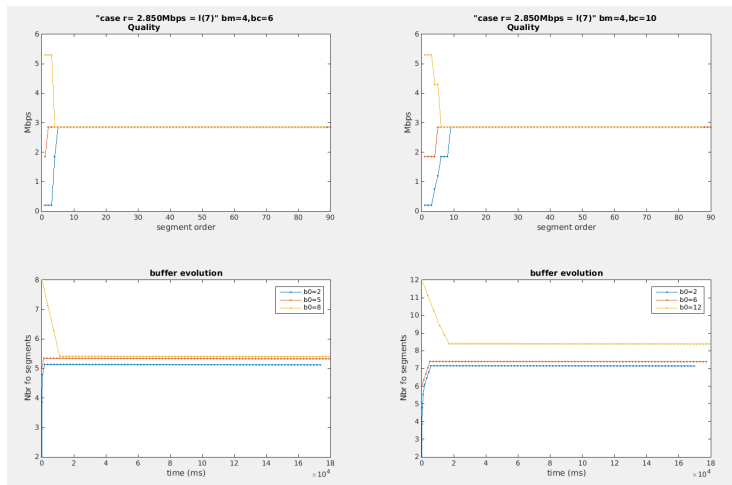 "case r= 2.850Mbps = l(7)" bm=4,bc=6
Quality
6
5
4
3
2
1
0
Mbps
0 10 20 30 40 50 60 70 80 90
segment order
"case r= 2.850Mbps = l(7)" bm=4,bc=10
Quality
6
5
4
3
2
1
0
Mbps
0 10 20 30 40 50 60 70 80 90
segment order
buffer evolution
8
7
6
5
4
3
2
Nbr fo segments
b0=2
b0=5
b0=8
0 2 4 6 8 10 12 14 16 18
time (ms)
×10⁴
buffer evolution
12
11
10
9
8
7
6
5
4
3
2
Nbr fo segments
b0=2
b0=6
b0=12
0 2 4 6 8 10 12 14 16 18
time (ms)
×10⁴